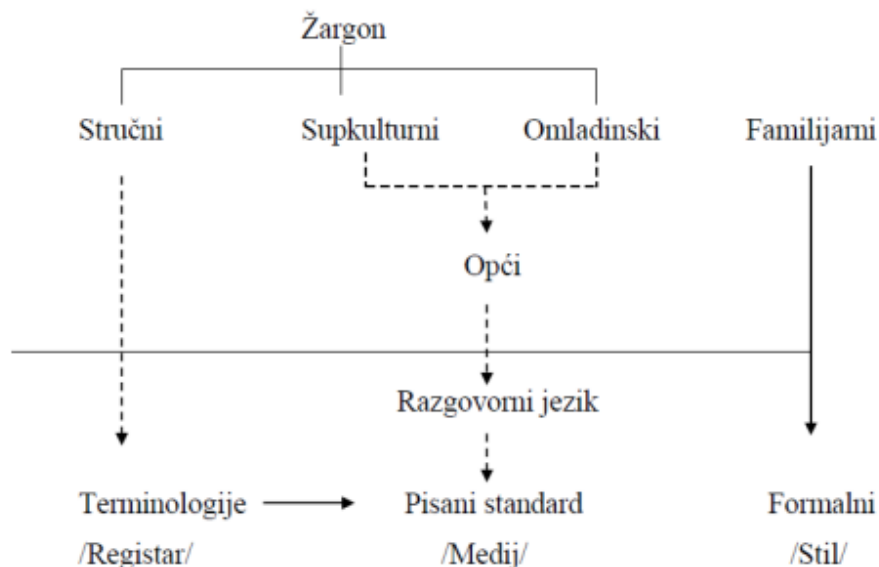 Žargon
Stručni Supkulturni Omladinski Familijarni
Opći
Razgovorni jezik
Terminologije Pisani standard Formalni
/Registar/ /Medij/ /Stil/